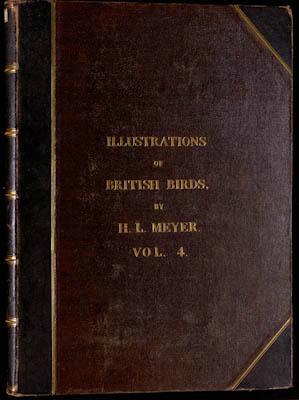 ILLUSTRATIONS
OF
BRITISH BIRDS,
BY
H. L. MEYER.
VOL. 4.